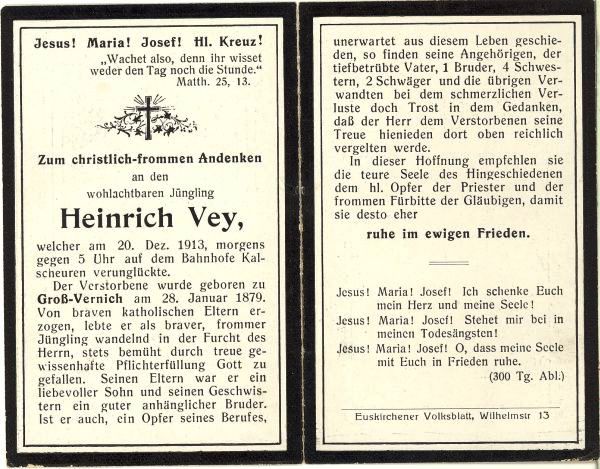 Jesus! Maria! Josef! Hl. Kreuz!
„Wachet also, denn ihr wisset
weder den Tag noch die Stunde.“
Matth. 25, 13.
Zum christlich-frommen Andenken
an den
wohlachtbaren Jüngling
Heinrich Vey,
welcher am 20. Dez. 1913, morgens
gegen 5 Uhr auf dem Bahnhofe Kal-
scheuren verunglückte.
Der Verstorbene wurde geboren zu
Groß-Vernich am 28. Januar 1879.
Von braven katholischen Eltern er-
zogen, lebte er als braver, frommer
Jüngling wandelnd in der Furcht des
Herrn, stets bemüht durch treue ge-
wissenhafte Pflichterfüllung Gott zu
gefallen. Seinen Eltern war er ein
liebevoller Sohn und seinen Geschwis-
tern ein guter anhänglicher Bruder.
Ist er auch, ein Opfer seines Berufes,
unerwartet aus diesem Leben geschie-
den, so finden seine Angehörigen, der
tiefbetrübte Vater, 1 Bruder, 4 Schwes-
tern, 2 Schwäger und die übrigen Ver-
wandten bei dem schmerzlichen Ver-
luste doch Trost in dem Gedanken,
daß der Herr dem Verstorbenen seine
Treue hienieden dort oben reichlich
vergelten werde.
In dieser Hoffnung empfehlen sie
die teure Seele des Hingeschiedenen
dem hl. Opfer der Priester und der
frommen Fürbitte der Gläubigen, damit
sie desto eher
ruhe im ewigen Frieden.
Jesus! Maria! Josef! Ich schenke Euch
mein Herz und meine Seele!
Jesus! Maria! Josef! Stehet mir bei in
meinen Todesängsten!
Jesus! Maria! Josef! O, dass meine Seele
mit Euch in Frieden ruhe.
(300 Tg. Abl.)
Euskirchener Volksblatt, Wilhelmstr 13